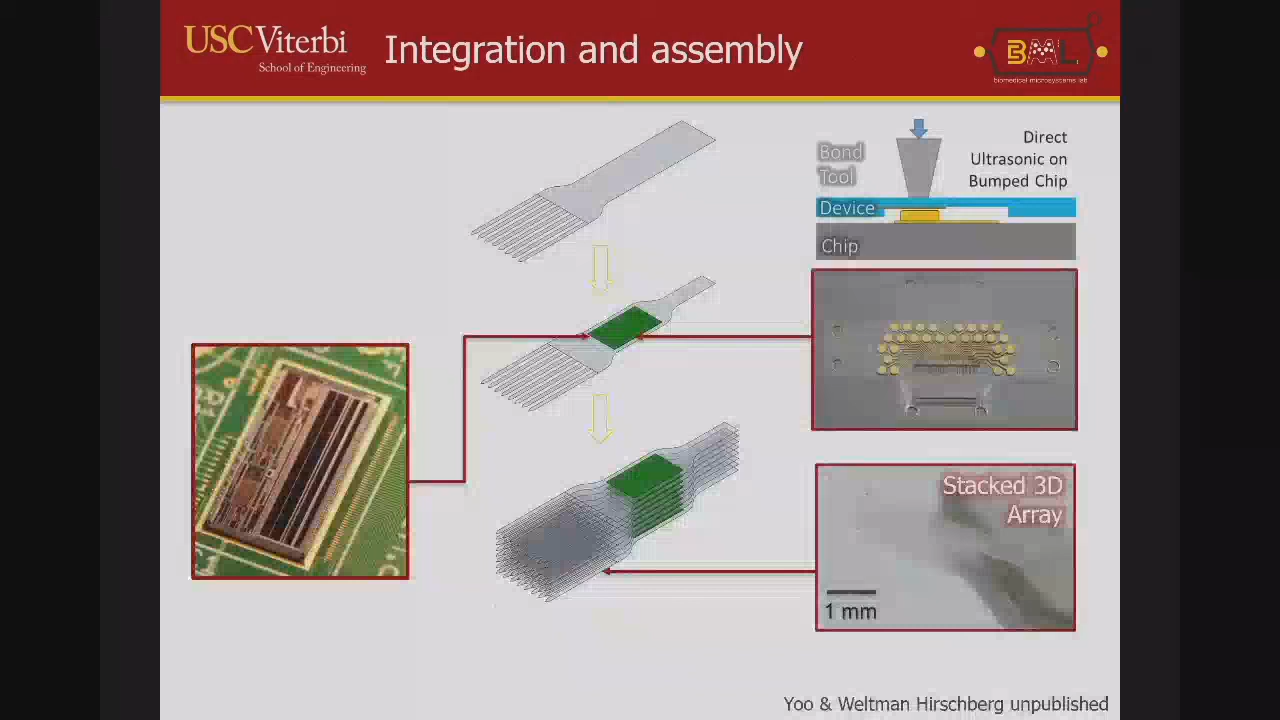 USC Viterbi
School of Engineering
Integration and assembly
BML
biomedical microsystems lab
Bond
Tool
Direct
Ultrasonic on
Bumped Chip
Device
Chip
R1
Stacked 3D
Array
1 mm
Yoo & Weltman Hirschberg unpublished